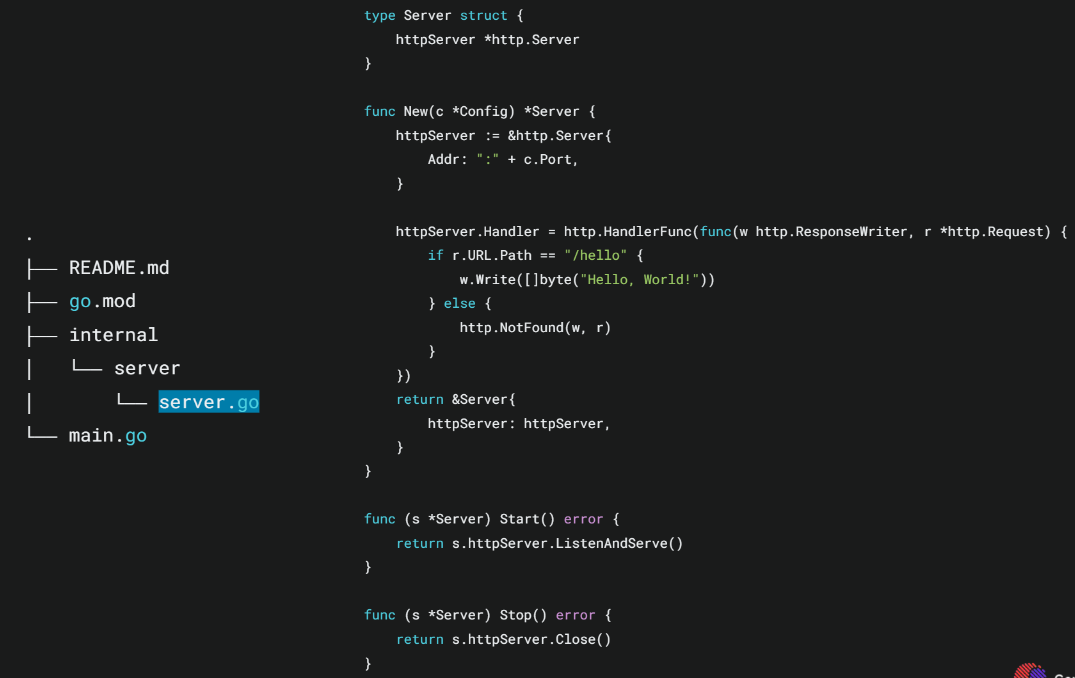 .
├── README.md
├── go.mod
├── internal
│   └── server
│       └── server.go
└── main.go
type Server struct {
    httpServer *http.Server
}

func New(c *Config) *Server {
    httpServer := &http.Server{
        Addr: ":" + c.Port,
    }

    httpServer.Handler = http.HandlerFunc(func(w http.ResponseWriter, r *http.Request) {
        if r.URL.Path == "/hello" {
            w.Write([]byte("Hello, World!"))
        } else {
            http.NotFound(w, r)
        }
    })
    return &Server{
        httpServer: httpServer,
    }
}

func (s *Server) Start() error {
    return s.httpServer.ListenAndServe()
}

func (s *Server) Stop() error {
    return s.httpServer.Close()
}